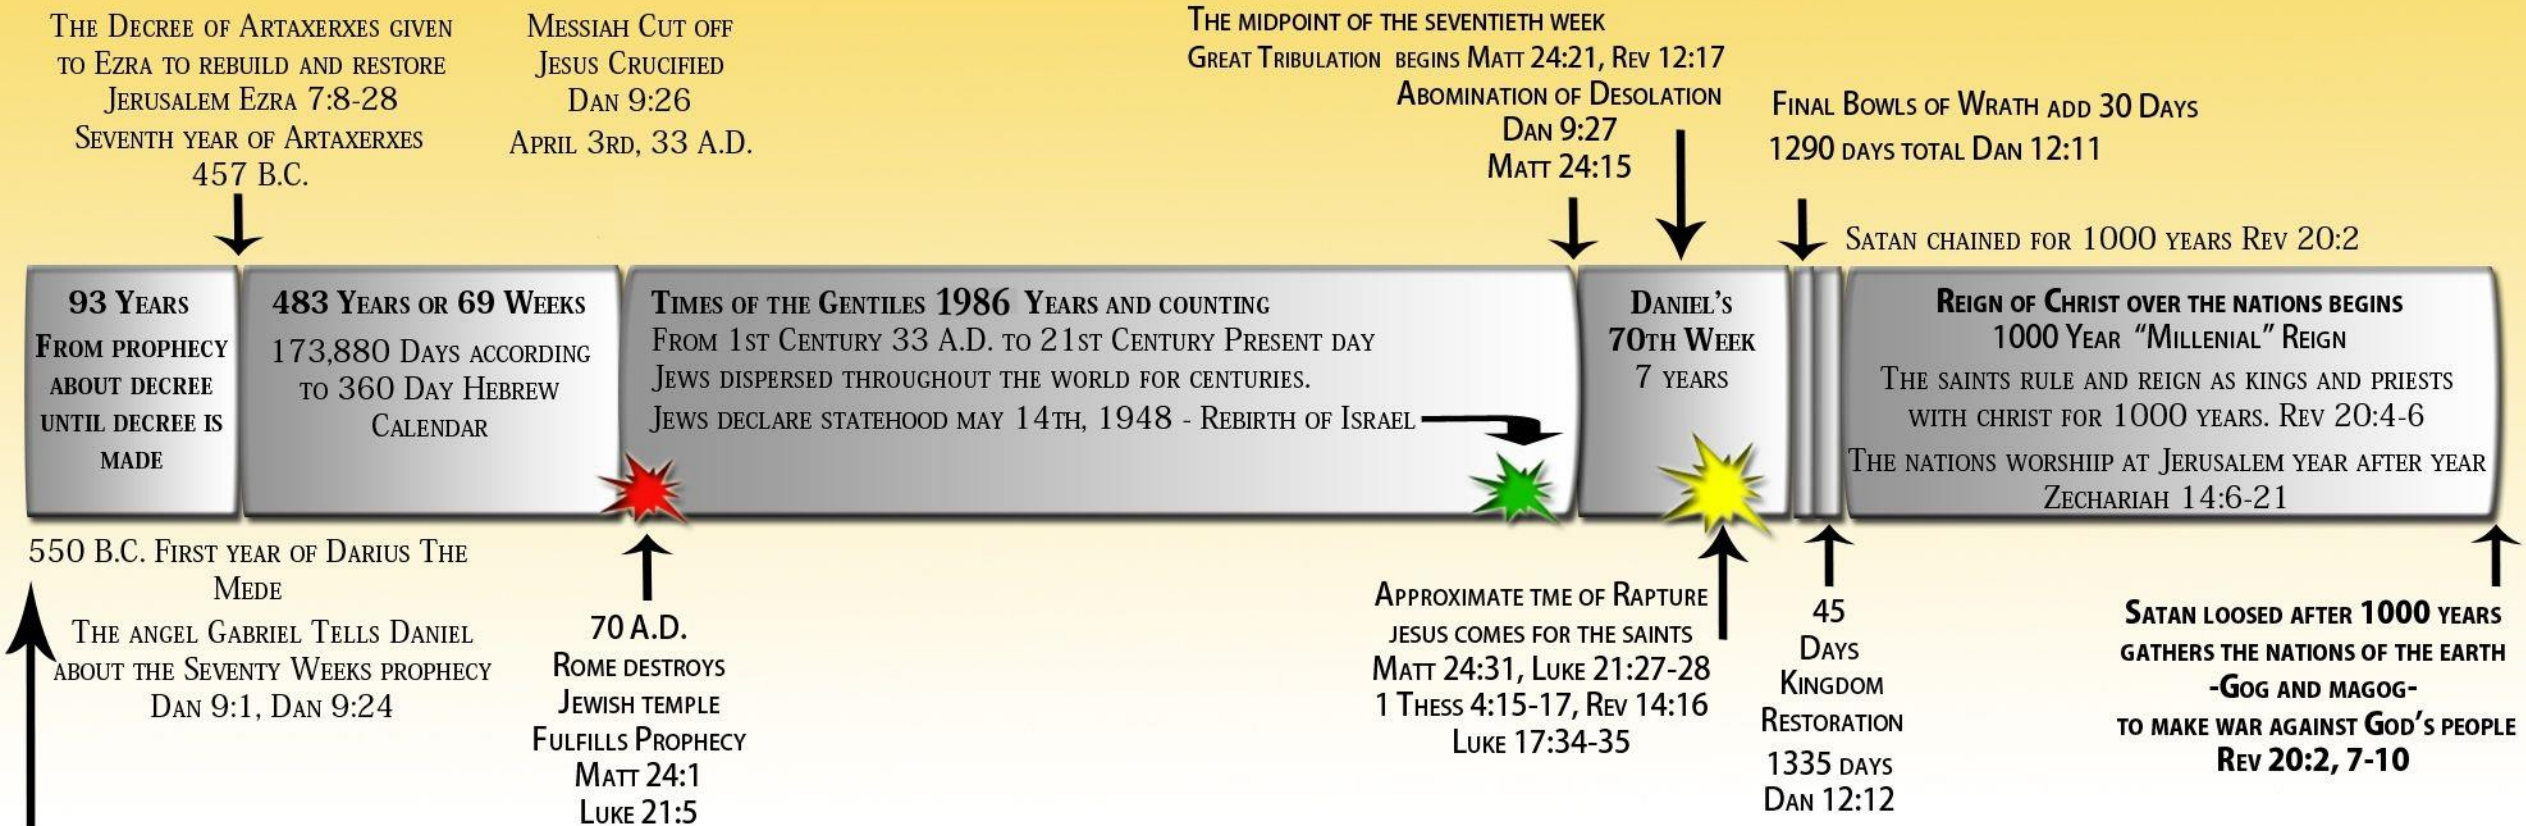 THE DECREE OF ARTAXERXES GIVEN
TO EZRA TO REBUILD AND RESTORE
JERUSALEM EZRA 7:8-28
SEVENTH YEAR OF ARTAXERXES
457 B.C.
MESSIAH CUT OFF
JESUS CRUCIFIED
DAN 9:26
APRIL 3RD, 33 A.D.
THE MIDPOINT OF THE SEVENTIETH WEEK
GREAT TRIBULATION BEGINS MATT 24:21, REV 12:17
ABOMINATION OF DESOLATION
DAN 9:27
MATT 24:15
FINAL BOWLS OF WRATH ADD 30 DAYS
1290 DAYS TOTAL DAN 12:11
SATAN CHAINED FOR 1000 YEARS REV 20:2
93 YEARS
FROM PROPHECY
ABOUT DECREE
UNTIL DECREE IS
MADE
483 YEARS OR 69 WEEKS
173,880 DAYS ACCORDING
TO 360 DAY HEBREW
CALENDAR
TIMES OF THE GENTILES 1986 YEARS AND COUNTING
FROM 1ST CENTURY 33 A.D. TO 21ST CENTURY PRESENT DAY
JEWS DISPERSED THROUGHOUT THE WORLD FOR CENTURIES.
JEWS DECLARE STATEHOOD MAY 14TH, 1948 - REBIRTH OF ISRAEL
DANIEL'S
70TH WEEK
7 YEARS
REIGN OF CHRIST OVER THE NATIONS BEGINS
1000 YEAR "MILLENIAL" REIGN
THE SAINTS RULE AND REIGN AS KINGS AND PRIESTS
WITH CHRIST FOR 1000 YEARS. REV 20:4-6
THE NATIONS WORSHIIP AT JERUSALEM YEAR AFTER YEAR
ZECHARIAH 14:6-21
550 B.C. FIRST YEAR OF DARIUS THE
MEDE
THE ANGEL GABRIEL TELLS DANIEL
ABOUT THE SEVENTY WEEKS PROPHECY
DAN 9:1, DAN 9:24
70 A.D.
ROME DESTROYS
JEWISH TEMPLE
FULFILLS PROPHECY
MATT 24:1
LUKE 21:5
APPROXIMATE TME OF RAPTURE
JESUS COMES FOR THE SAINTS
MATT 24:31, LUKE 21:27-28
1 THESS 4:15-17, REV 14:16
LUKE 17:34-35
45
DAYS
KINGDOM
RESTORATION
1335 DAYS
DAN 12:12
SATAN LOOSED AFTER 1000 YEARS
GATHERS THE NATIONS OF THE EARTH
-GOG AND MAGOG-
TO MAKE WAR AGAINST GOD'S PEOPLE
REV 20:2, 7-10